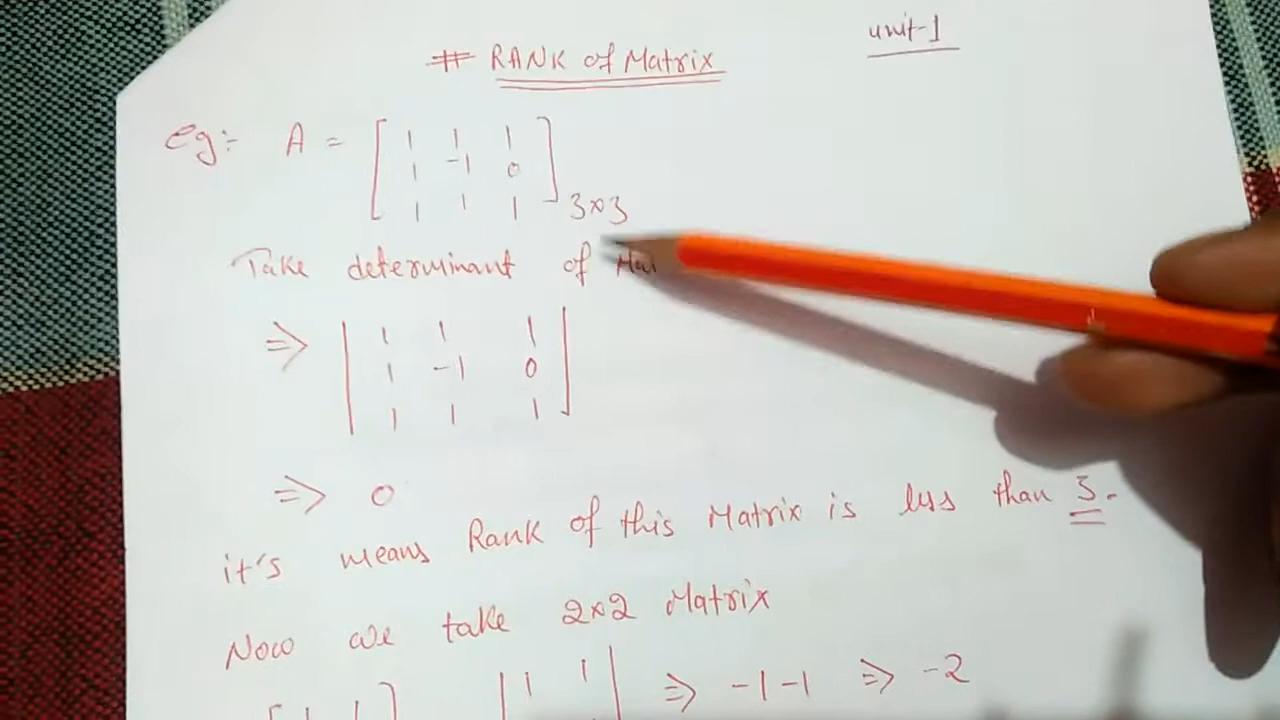 # RANK of Matrix
unit-1
eg:- A = [ 1 1 1
1 -1 0
1 1 1 ] 3×3
Take determinant of
⇒ | 1 1 1 |
| 1 -1 0 |
| 1 1 1 |
⇒ 0
it's means Rank of this Matrix is less than 3.
Now we take 2×2 Matrix
| 1 1 | ⇒ -1-1 ⇒ -2